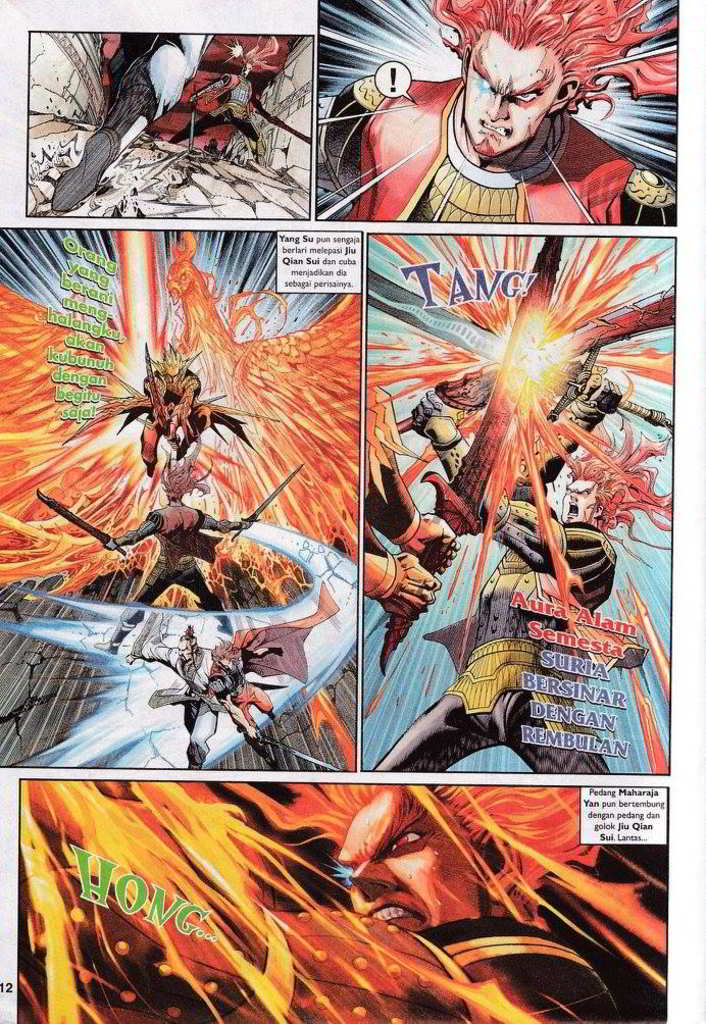 !
Orang
yang
berani
meng-
halangku,
akan
kubunuh
dengan
begitu
saja!
Yang Su pun sengaja
berlari melepasi Jiu
Qian Sui dan cuba
menjadikan dia
sebagai perisainya.
TANG!
Aura Alam
Semesta
SURIA
BERSINAR
DENGAN
REMBULAN
Pedang Maharaja
Yan pun bertembung
dengan pedang dan
golok Jiu Qian
Sui. Lantas...
HONG...
12